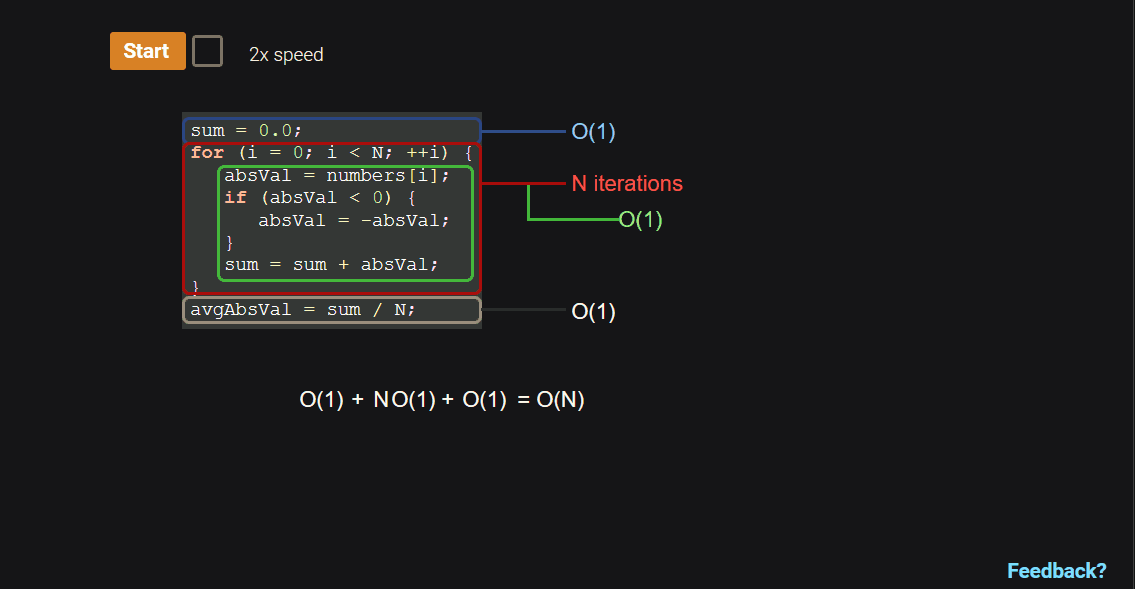 Start 2x speed
sum = 0.0;
O(1)
for (i = 0; i < N; ++i) {
absVal = numbers[i];
N iterations
if (absVal < 0) {
absVal = -absVal;
O(1)
}
sum = sum + absVal;
}
avgAbsVal = sum / N;
O(1)
O(1) + N O(1) + O(1) = O(N)
Feedback?